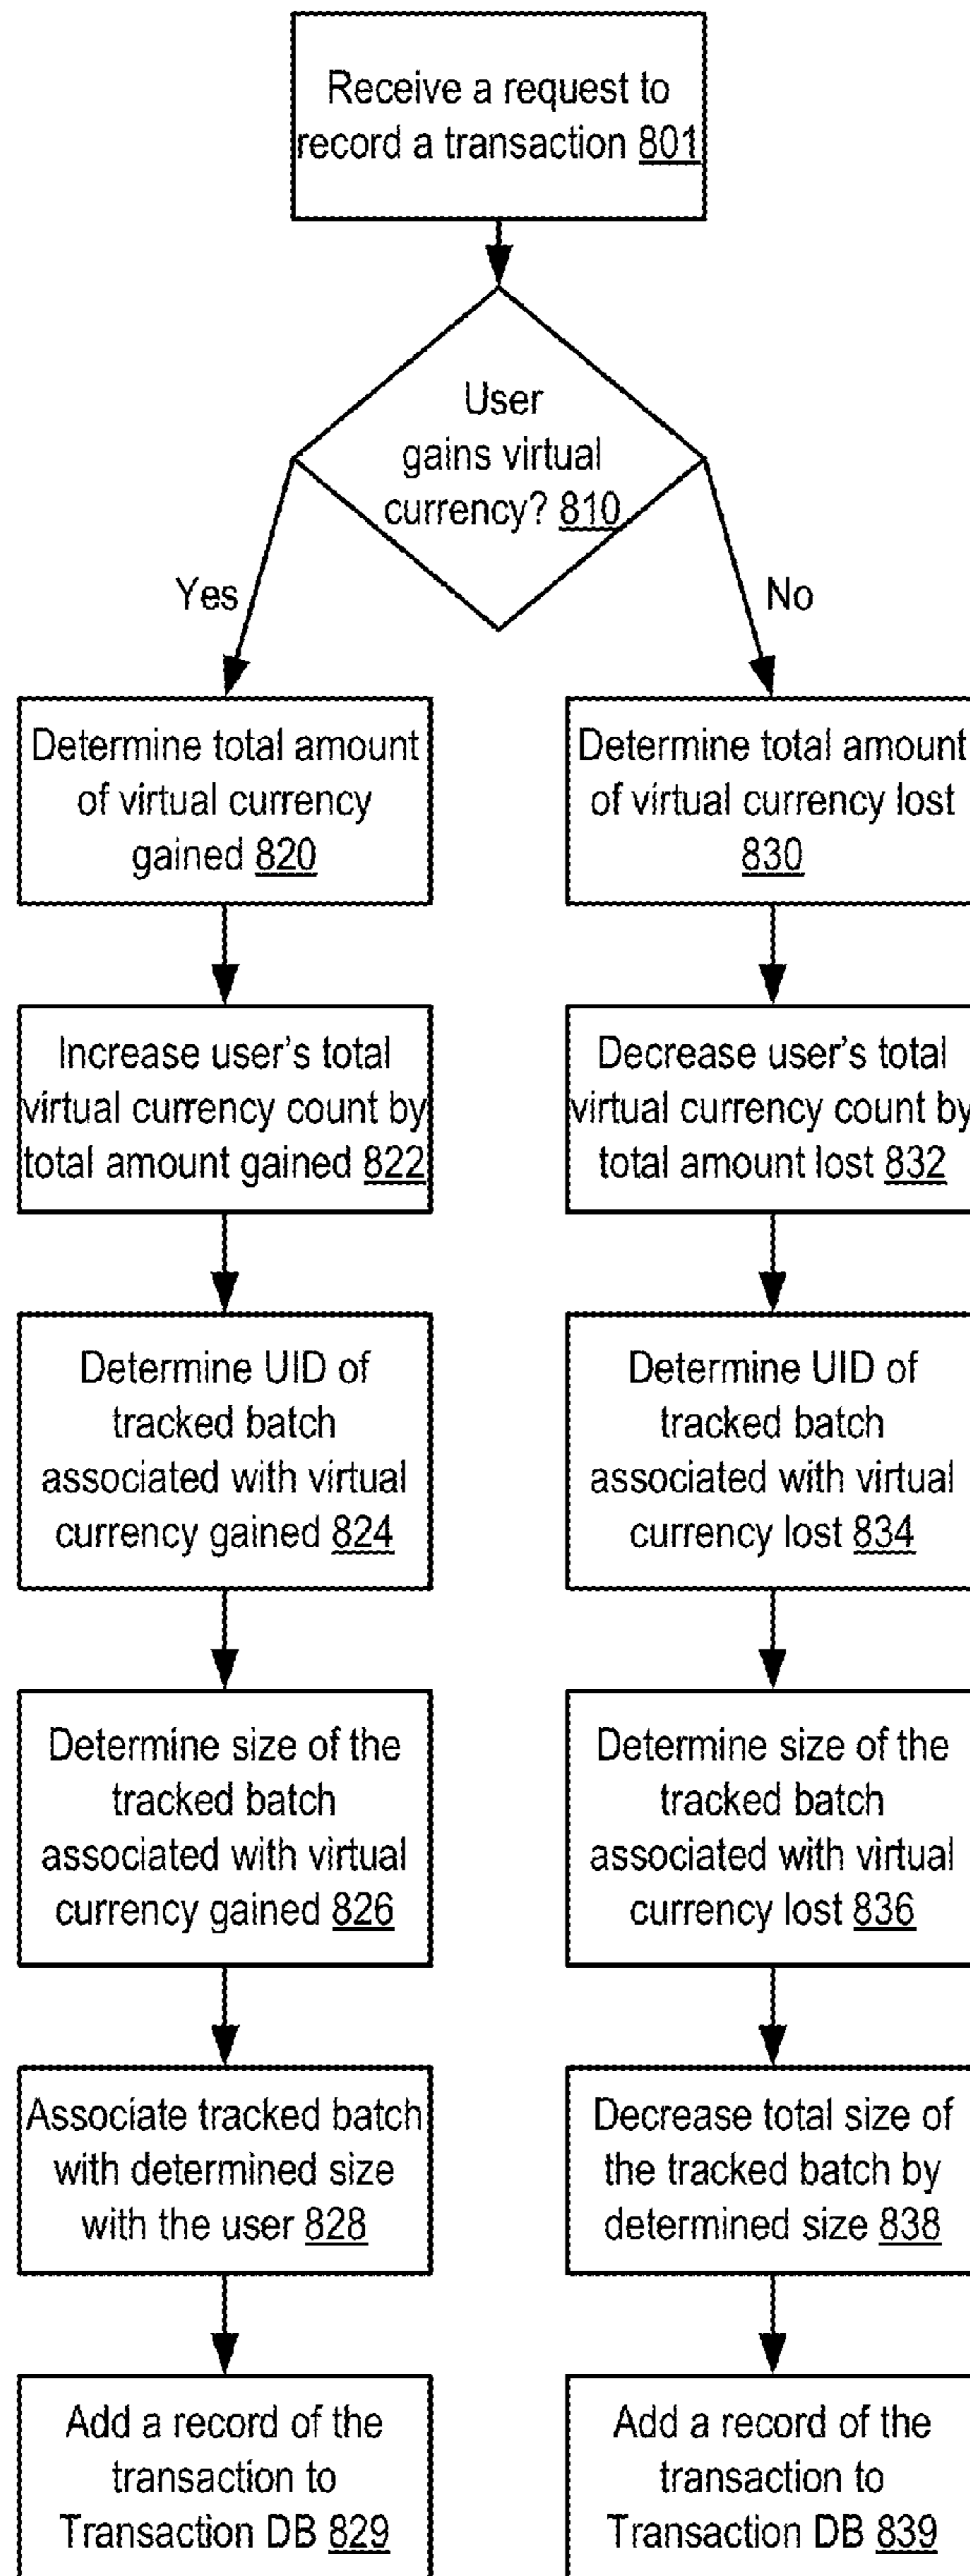 Receive a request to
record a transaction 801
User
gains virtual
currency? 810
Yes
No
Determine total amount
of virtual currency
gained 820
Determine total amount
of virtual currency lost
830
Increase user's total
virtual currency count by
total amount gained 822
Decrease user's total
virtual currency count by
total amount lost 832
Determine UID of
tracked batch
associated with virtual
currency gained 824
Determine UID of
tracked batch
associated with virtual
currency lost 834
Determine size of the
tracked batch
associated with virtual
currency gained 826
Determine size of the
tracked batch
associated with virtual
currency lost 836
Associate tracked batch
with determined size
with the user 828
Decrease total size of
the tracked batch by
determined size 838
Add a record of the
transaction to
Transaction DB 829
Add a record of the
transaction to
Transaction DB 839